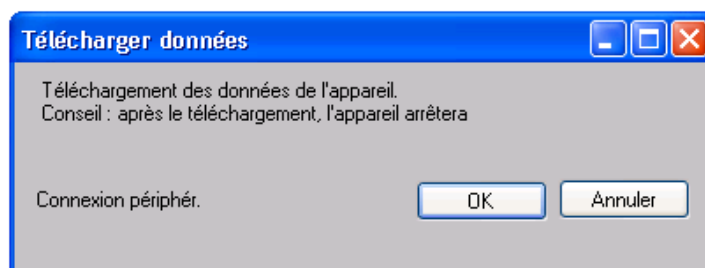 Télécharger données
Téléchargement des données de l'appareil.
Conseil : après le téléchargement, l'appareil arrêtera
Connexion périphér.
OK
Annuler